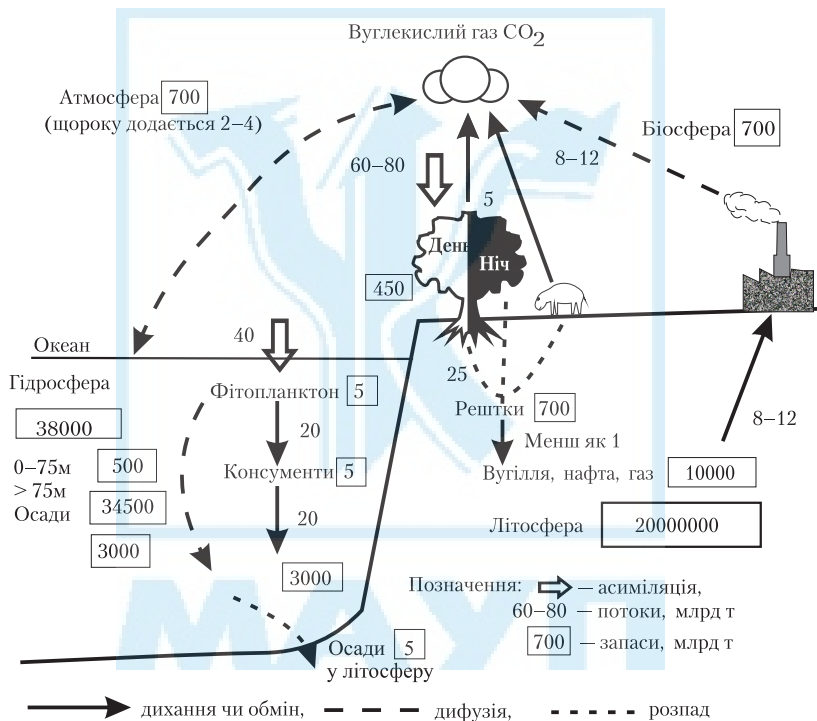 Вуглекислий газ CO2
Атмосфера 700
(щороку додається 2–4)
Біосфера 700
60–80
8–12
5
День
Ніч
450
Океан
40
Гідросфера
Фітопланктон 5
25
38000
Рештки 700
20
8–12
Менш як 1
0–75м 500
Консументи 5
Вугілля, нафта, газ 10000
> 75м
34500
Осади
20
Літосфера 20000000
3000
3000
Позначення: – асиміляція,
60–80 – потоки, млрд т
700 – запаси, млрд т
Осади 5
у літосферу
МАУП
дихання чи обмін, дифузія, розпад